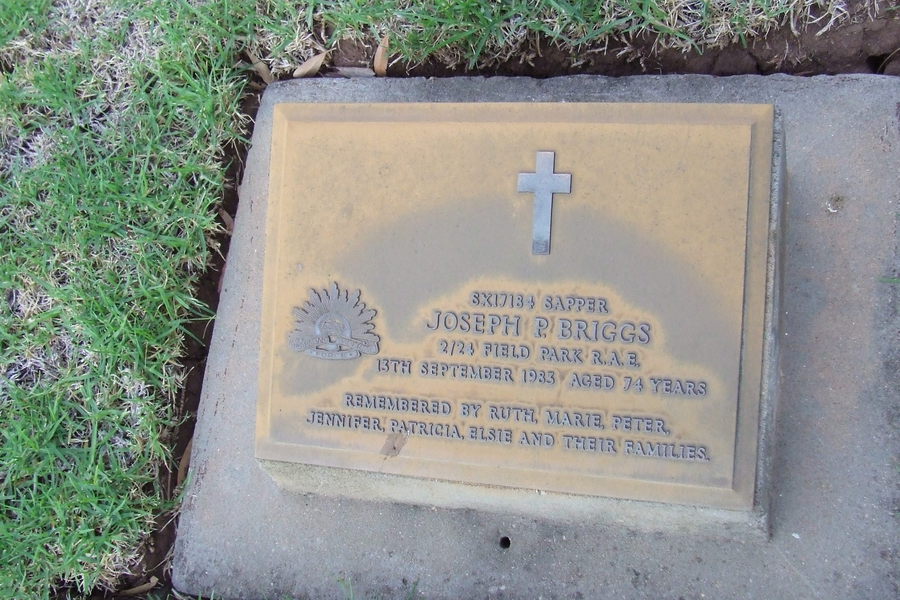 SX17184 SAPPER
JOSEPH P. BRIGGS
2/24 FIELD PARK R.A.E.
13TH SEPTEMBER 1983 AGED 74 YEARS
REMEMBERED BY RUTH, MARIE, PETER,
JENNIFER, PATRICIA, ELSIE AND THEIR FAMILIES.